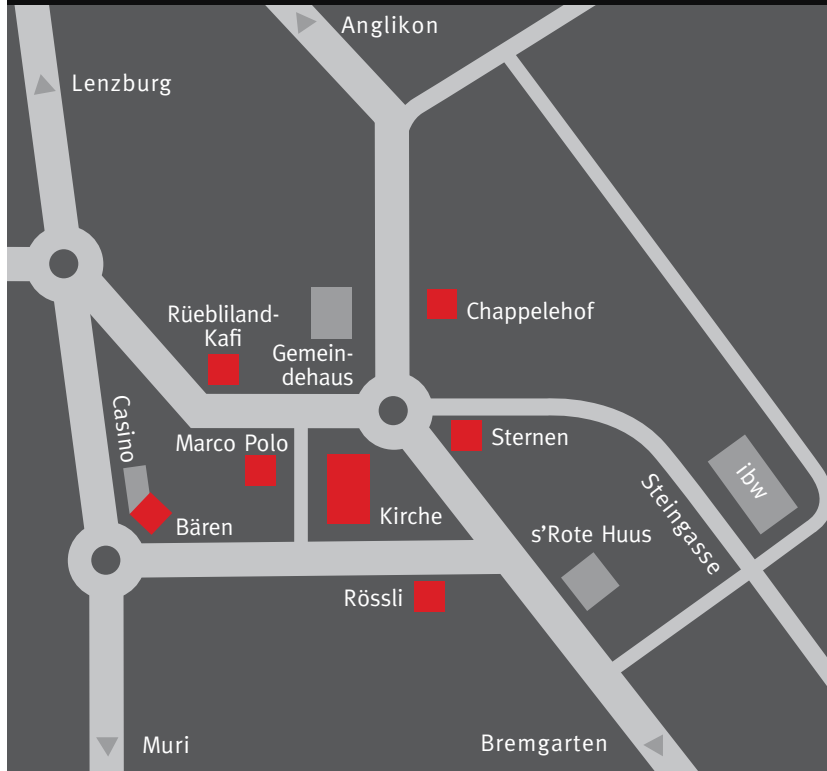 Anglikon
Lenzburg
Rüebliland-
Kafi
Chappelehof
Gemein-
dehaus
Casino
Marco Polo
Sternen
ibw
Steingasse
Kirche
Bären
s'Rote Huus
Rössli
Muri
Bremgarten